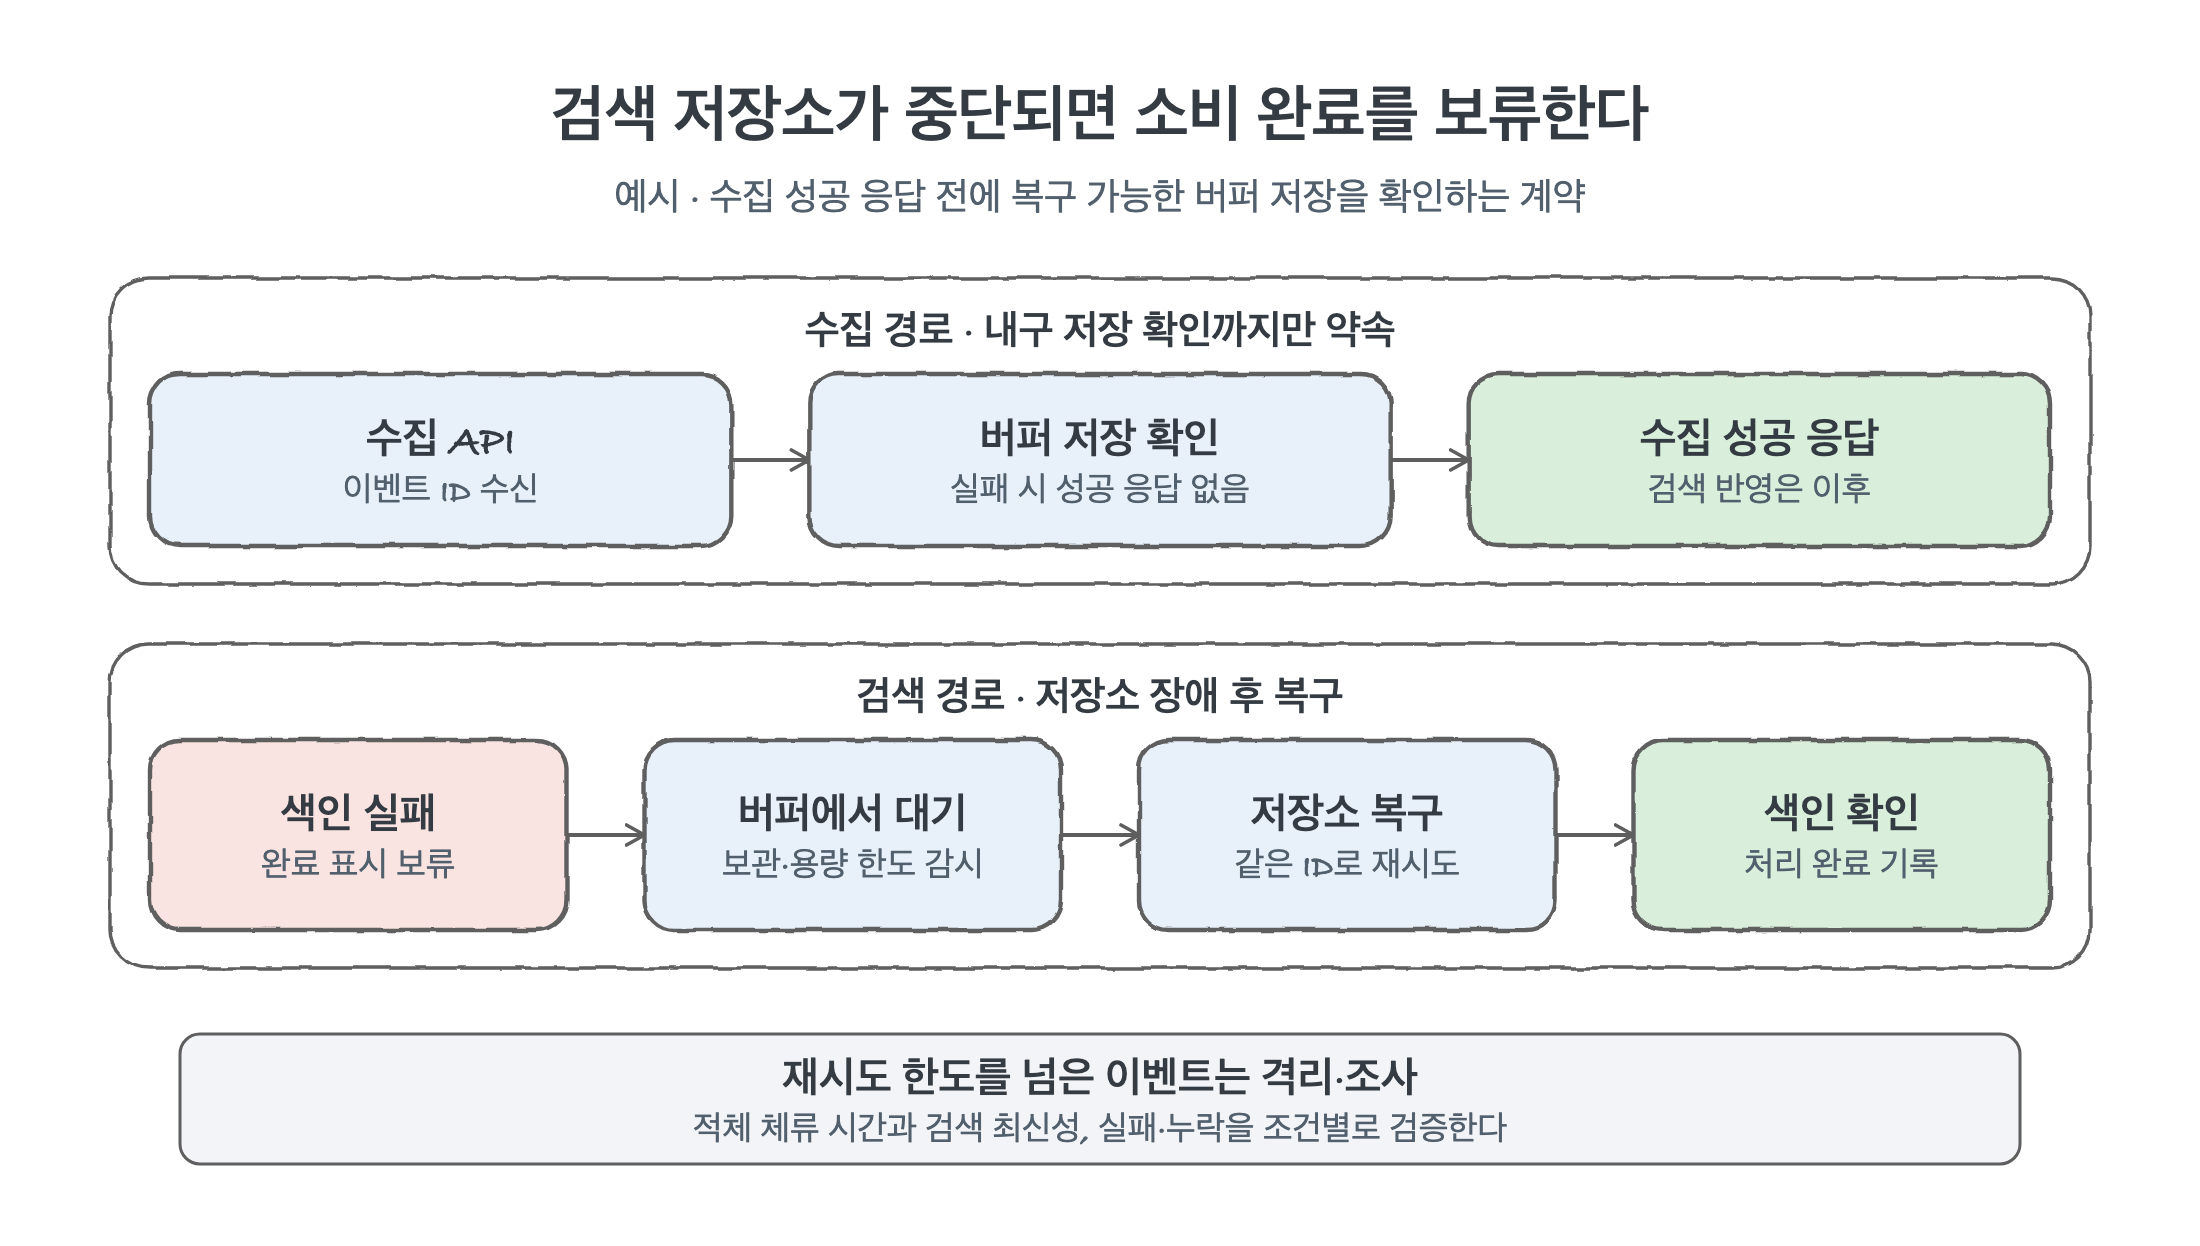 검색 저장소가 중단되면 소비 완료를 보류한다
예시 · 수집 성공 응답 전에 복구 가능한 버퍼 저장을 확인하는 계약
수집 경로 · 내구 저장 확인까지만 약속
수집 API
이벤트 ID 수신
버퍼 저장 확인
실패 시 성공 응답 없음
수집 성공 응답
검색 반영은 이후
검색 경로 · 저장소 장애 후 복구
색인 실패
완료 표시 보류
버퍼에서 대기
보관·용량 한도 감시
저장소 복구
같은 ID로 재시도
색인 확인
처리 완료 기록
재시도 한도를 넘은 이벤트는 격리·조사
적체 체류 시간과 검색 최신성, 실패·누락을 조건별로 검증한다